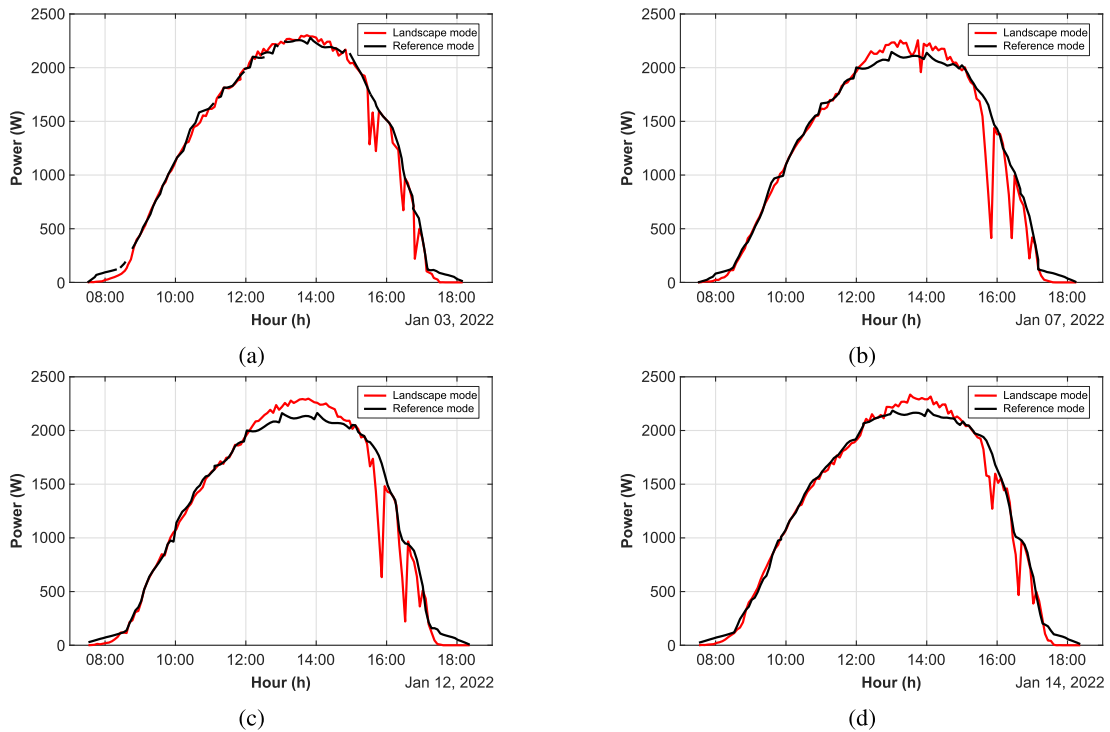 2500
2000
1500
1000
500
0
Power (W)
Landscape mode
Reference mode
08:00 10:00 12:00 14:00 16:00 18:00
Hour (h) Jan 03, 2022
(a)
2500
2000
1500
1000
500
0
Power (W)
Landscape mode
Reference mode
08:00 10:00 12:00 14:00 16:00 18:00
Hour (h) Jan 07, 2022
(b)
2500
2000
1500
1000
500
0
Power (W)
Landscape mode
Reference mode
08:00 10:00 12:00 14:00 16:00 18:00
Hour (h) Jan 12, 2022
(c)
2500
2000
1500
1000
500
0
Power (W)
Landscape mode
Reference mode
08:00 10:00 12:00 14:00 16:00 18:00
Hour (h) Jan 14, 2022
(d)